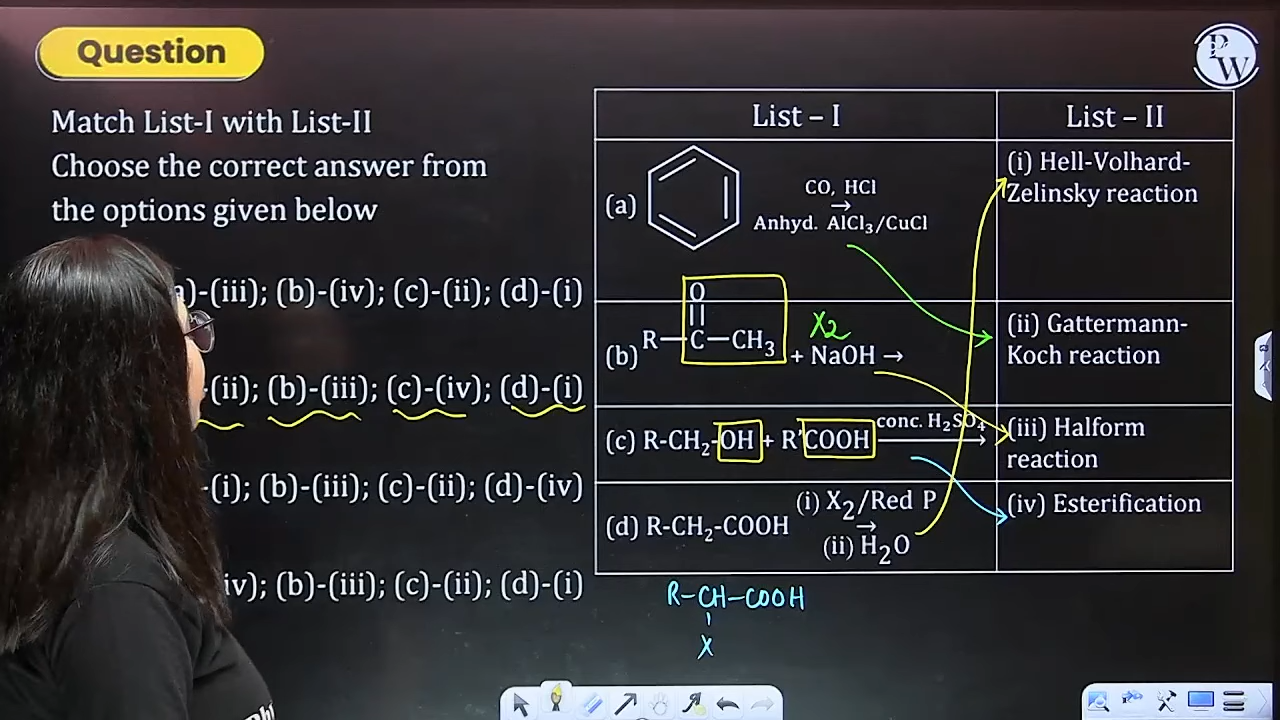 Question
PW
Match List-I with List-II
Choose the correct answer from
the options given below
a)-(iii); (b)-(iv); (c)-(ii); (d)-(i)
-(ii); (b)-(iii); (c)-(iv); (d)-(i)
-(i); (b)-(iii); (c)-(ii); (d)-(iv)
iv); (b)-(iii); (c)-(ii); (d)-(i)
List – I
List – II
(a) CO, HCl
→
Anhyd. AlCl₃/CuCl
(i) Hell-Volhard-
Zelinsky reaction
O
X2
(b) R—C—CH₃ + NaOH →
(ii) Gattermann-
Koch reaction
(c) R-CH₂-OH + R'COOH conc. H₂SO₄
(iii) Halform
reaction
(d) R-CH₂-COOH (i) X₂/Red P
→
(ii) H₂O
(iv) Esterification
R-CH-COOH
X